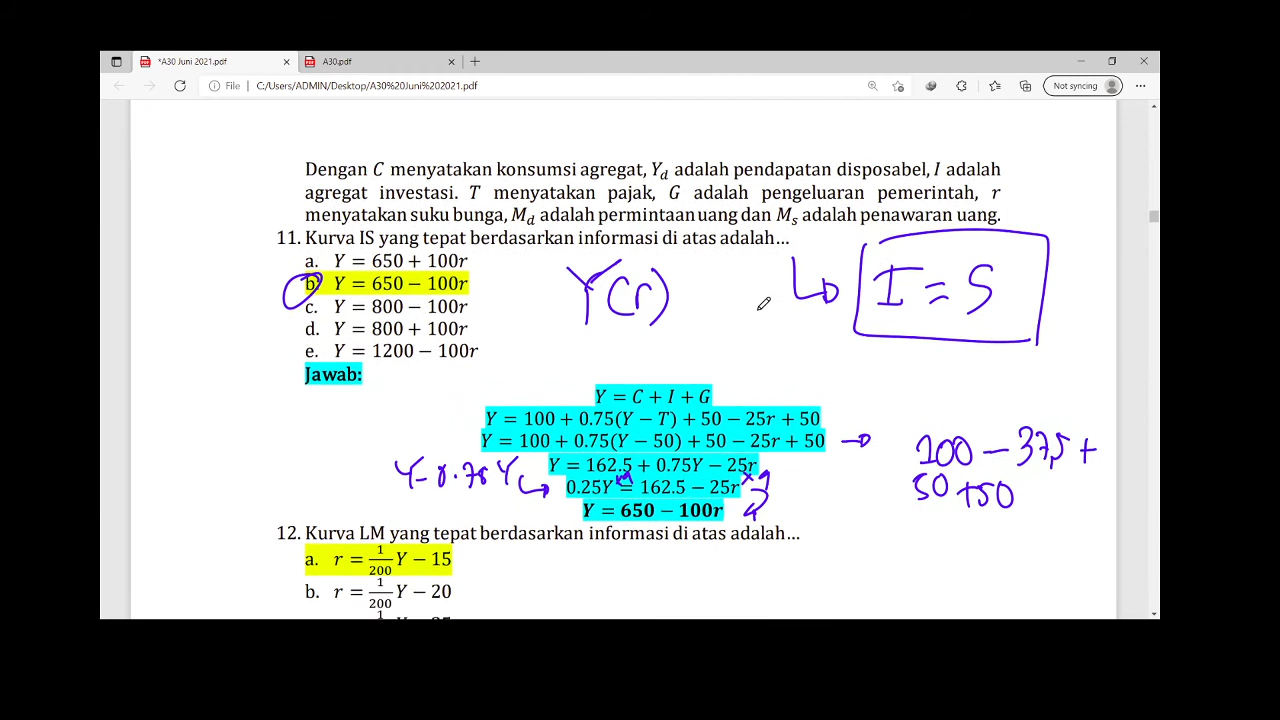 *A30 Juni 2021.pdf
A30.pdf
File
C:/Users/ADMIN/Desktop/A30%20Juni%202021.pdf
Not syncing
Dengan C menyatakan konsumsi agregat, Y_d adalah pendapatan disposabel, I adalah
agregat investasi. T menyatakan pajak, G adalah pengeluaran pemerintah, r
menyatakan suku bunga, M_d adalah permintaan uang dan M_s adalah penawaran uang.
11. Kurva IS yang tepat berdasarkan informasi di atas adalah…
a. Y = 650 + 100r
b. Y = 650 − 100r
c. Y = 800 − 100r
d. Y = 800 + 100r
e. Y = 1200 − 100r
Y(r)
I = S
Jawab:
Y = C + I + G
Y = 100 + 0.75(Y − T) + 50 − 25r + 50
Y = 100 + 0.75(Y − 50) + 50 − 25r + 50
100 − 37,5 +
50 + 50
Y = 162.5 + 0.75Y − 25r
Y − 0.75 Y
0.25Y = 162.5 − 25r
x 4
Y = 650 − 100r
12. Kurva LM yang tepat berdasarkan informasi di atas adalah…
a. r = 1/200 Y − 15
b. r = 1/200 Y − 20